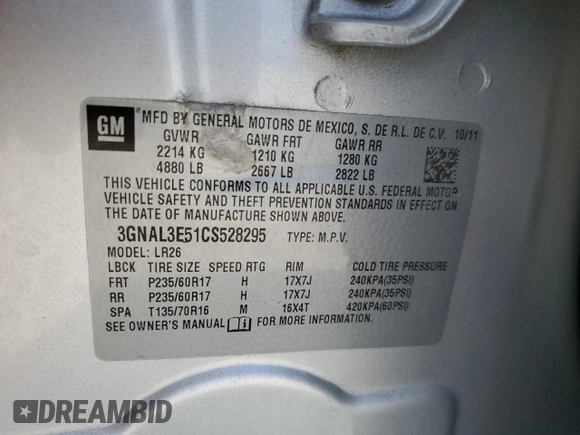 GM
MFD BY GENERAL MOTORS DE MEXICO, S. DE R.L. DE C.V. 10/11
GVWR GAWR FRT GAWR RR
2214 KG 1210 KG 1280 KG
4880 LB 2667 LB 2822 LB
THIS VEHICLE CONFORMS TO ALL APPLICABLE U.S. FEDERAL MOTOR
VEHICLE SAFETY AND THEFT PREVENTION STANDARDS IN EFFECT ON
THE DATE OF MANUFACTURE SHOWN ABOVE.
3GNAL3E51CS528295 TYPE: M.P.V.
MODEL: LR26
LBCK TIRE SIZE SPEED RTG RIM COLD TIRE PRESSURE
FRT P235/60R17 H 17X7J 240KPA(35PSI)
RR P235/60R17 H 17X7J 240KPA(35PSI)
SPA T135/70R16 M 16X4T 420KPA(60PSI)
SEE OWNER'S MANUAL FOR MORE INFORMATION.
DREAMBID